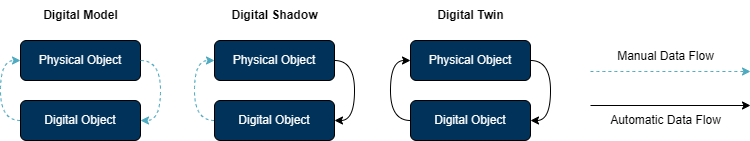 Digital Model
Digital Shadow
Digital Twin
Physical Object
Physical Object
Physical Object
Manual Data Flow
Digital Object
Digital Object
Digital Object
Automatic Data Flow